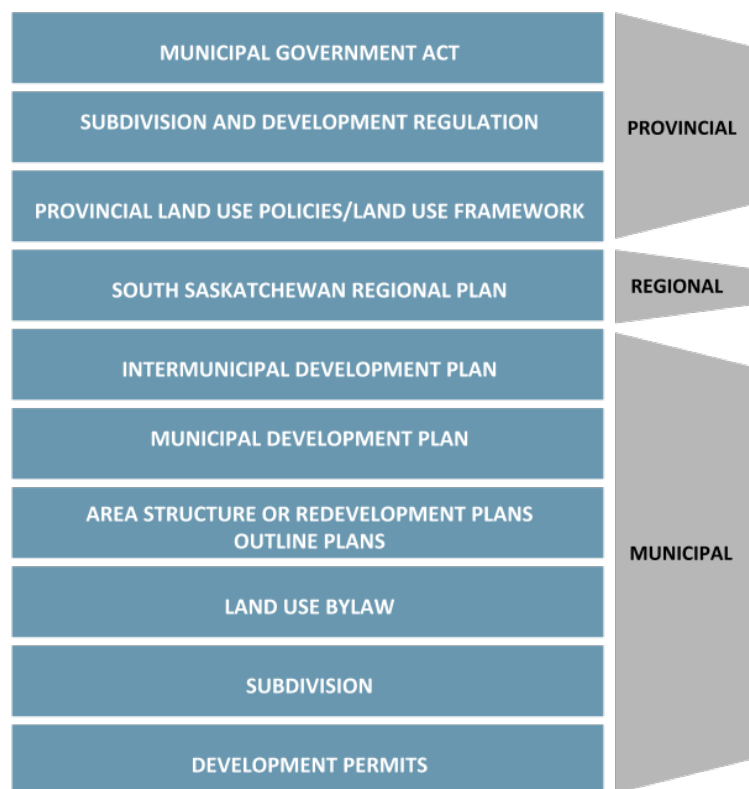 MUNICIPAL GOVERNMENT ACT
SUBDIVISION AND DEVELOPMENT REGULATION
PROVINCIAL LAND USE POLICIES/LAND USE FRAMEWORK
PROVINCIAL
SOUTH SASKATCHEWAN REGIONAL PLAN
REGIONAL
INTERMUNICIPAL DEVELOPMENT PLAN
MUNICIPAL DEVELOPMENT PLAN
AREA STRUCTURE OR REDEVELOPMENT PLANS
OUTLINE PLANS
LAND USE BYLAW
SUBDIVISION
DEVELOPMENT PERMITS
MUNICIPAL